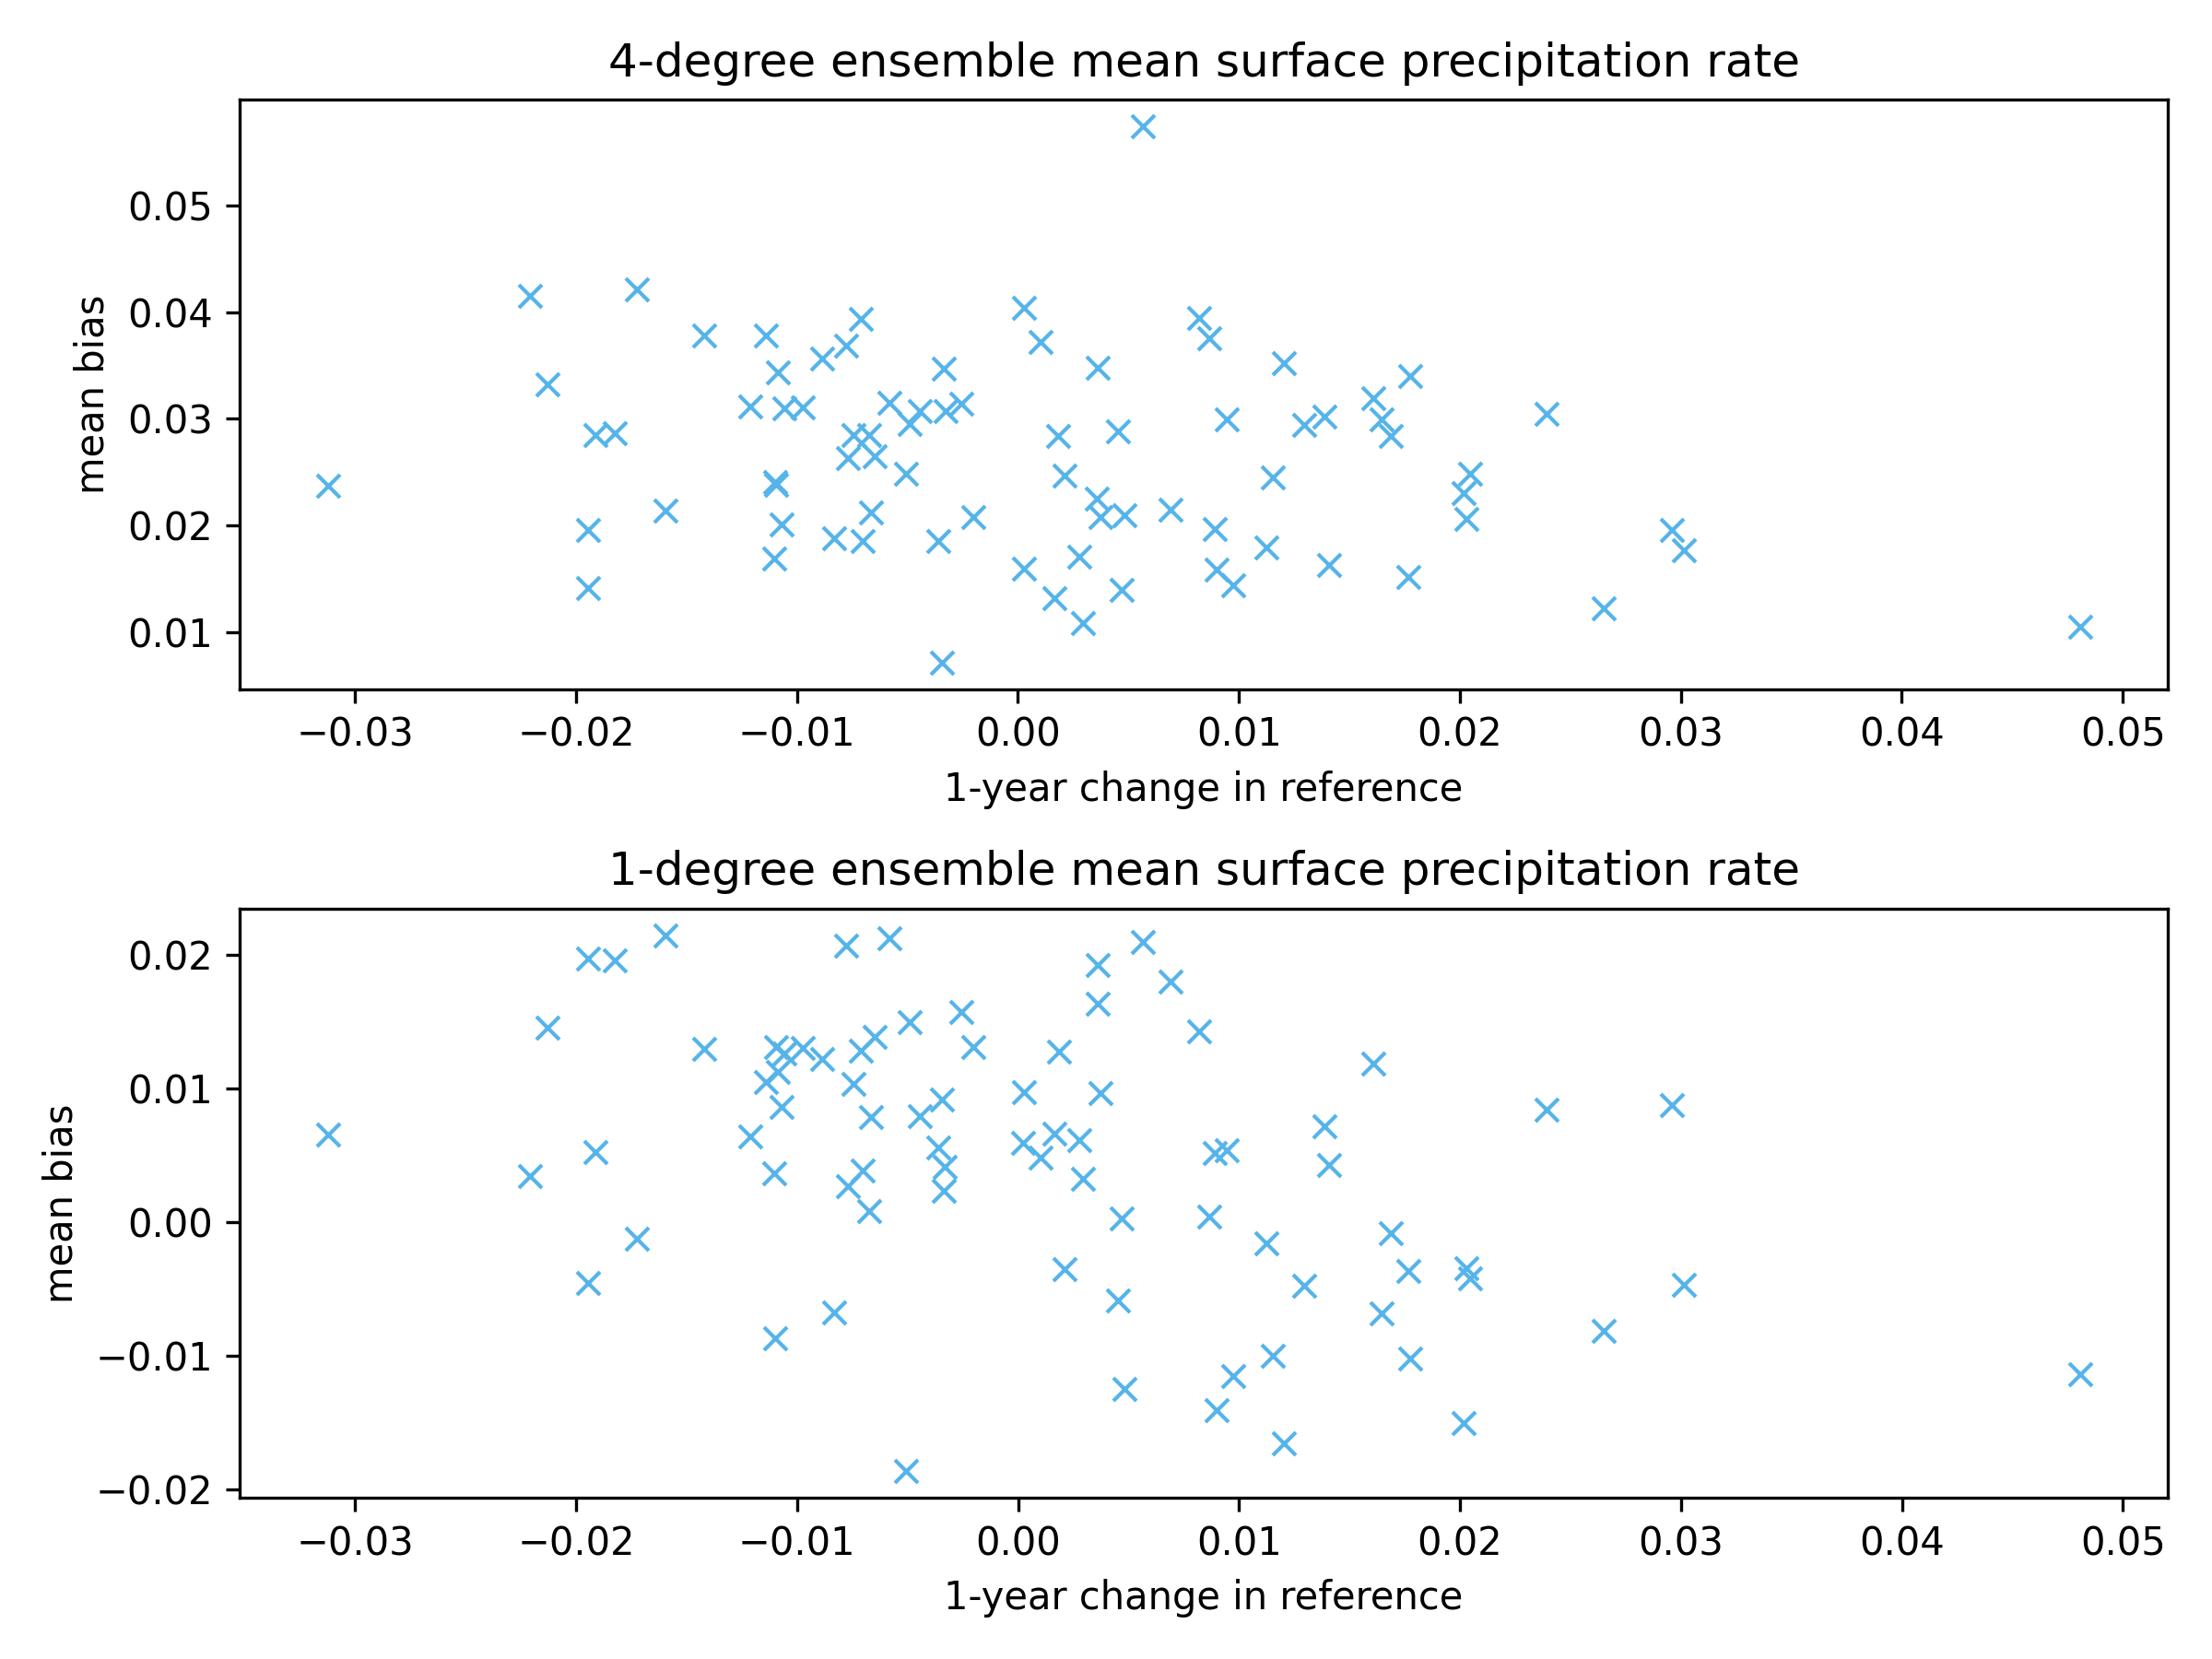 4-degree ensemble mean surface precipitation rate
mean bias
0.05
0.04
0.03
0.02
0.01
−0.03 −0.02 −0.01 0.00 0.01 0.02 0.03 0.04 0.05
1-year change in reference
1-degree ensemble mean surface precipitation rate
mean bias
0.02
0.01
0.00
−0.01
−0.02
−0.03 −0.02 −0.01 0.00 0.01 0.02 0.03 0.04 0.05
1-year change in reference